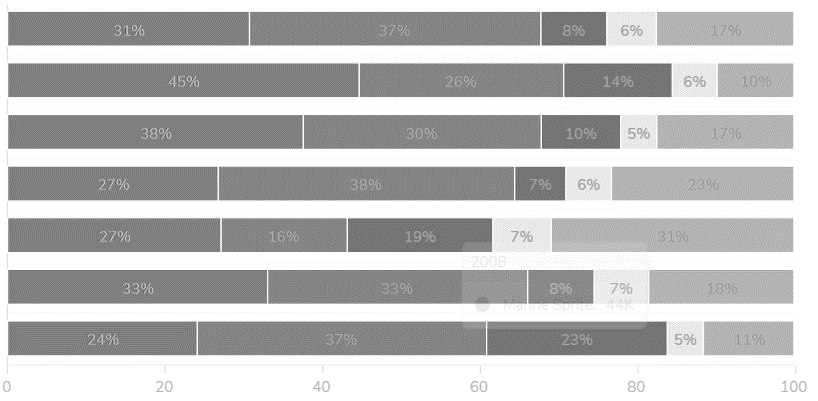 31% 37% 8% 6% 17%
45% 26% 14% 6% 10%
38% 30% 10% 5% 17%
27% 38% 7% 6% 23%
27% 16% 19% 7% 31%
2008
33% 33% 8% 7% 18%
Marine Sprite: 44K
24% 37% 23% 5% 11%
0 20 40 60 80 100